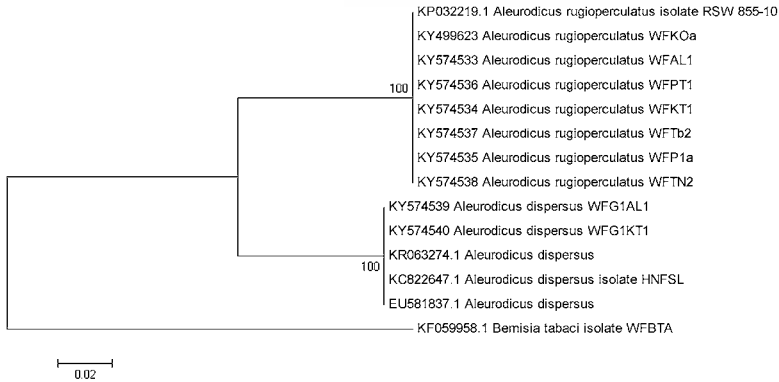 KP032219.1 Aleurodicus rugioperculatus isolate RSW 855-10
KY499623 Aleurodicus rugioperculatus WFKOa
KY574533 Aleurodicus rugioperculatus WFAL1
KY574536 Aleurodicus rugioperculatus WFPT1
100
KY574534 Aleurodicus rugioperculatus WFKT1
KY574537 Aleurodicus rugioperculatus WFTb2
KY574535 Aleurodicus rugioperculatus WFP1a
KY574538 Aleurodicus rugioperculatus WFTN2
KY574539 Aleurodicus dispersus WFG1AL1
KY574540 Aleurodicus dispersus WFG1KT1
KR063274.1 Aleurodicus dispersus
100
KC822647.1 Aleurodicus dispersus isolate HNFSL
EU581837.1 Aleurodicus dispersus
KF059958.1 Bemisia tabaci isolate WFBTA
0.02